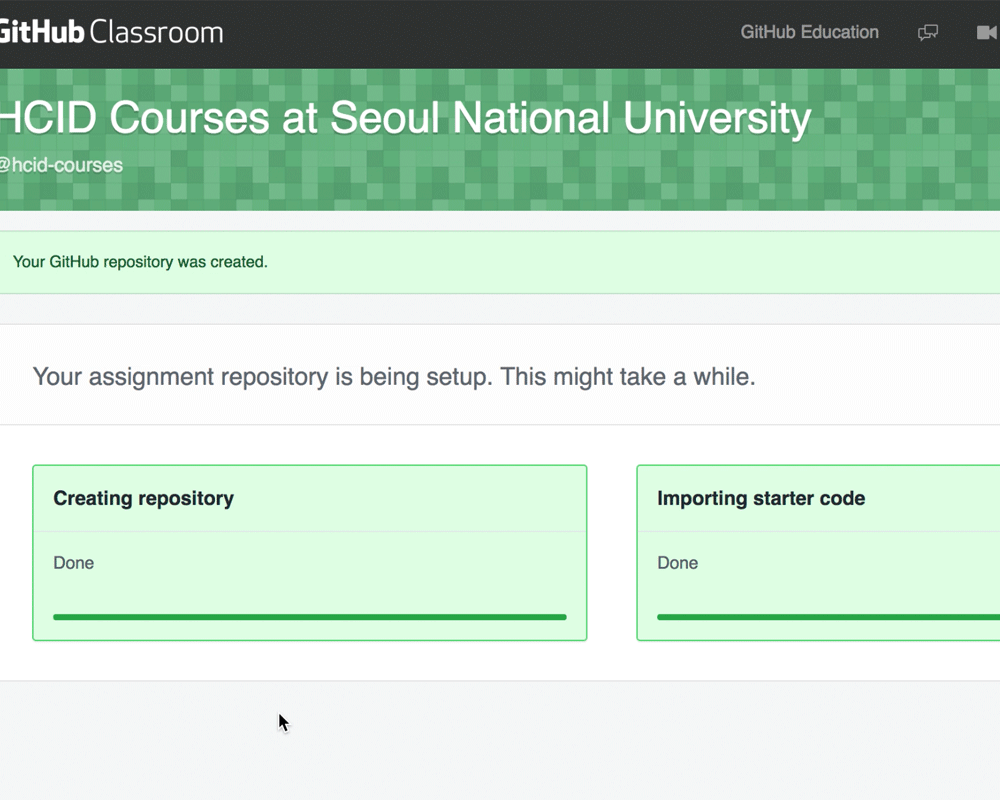 GitHub Classroom
GitHub Education
HCID Courses at Seoul National University
@hcid-courses
Your GitHub repository was created.
Your assignment repository is being setup. This might take a while.
Creating repository
Done
Importing starter code
Done